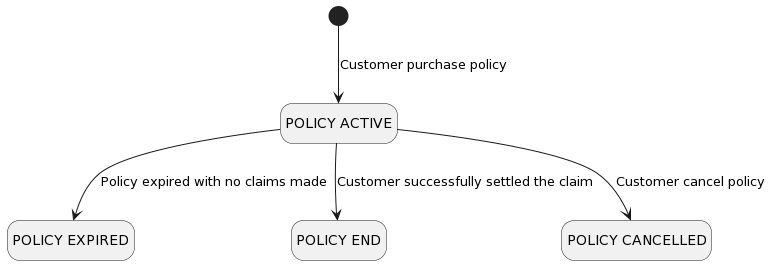 Customer purchase policy
POLICY ACTIVE
Policy expired with no claims made
Customer successfully settled the claim
Customer cancel policy
POLICY EXPIRED
POLICY END
POLICY CANCELLED